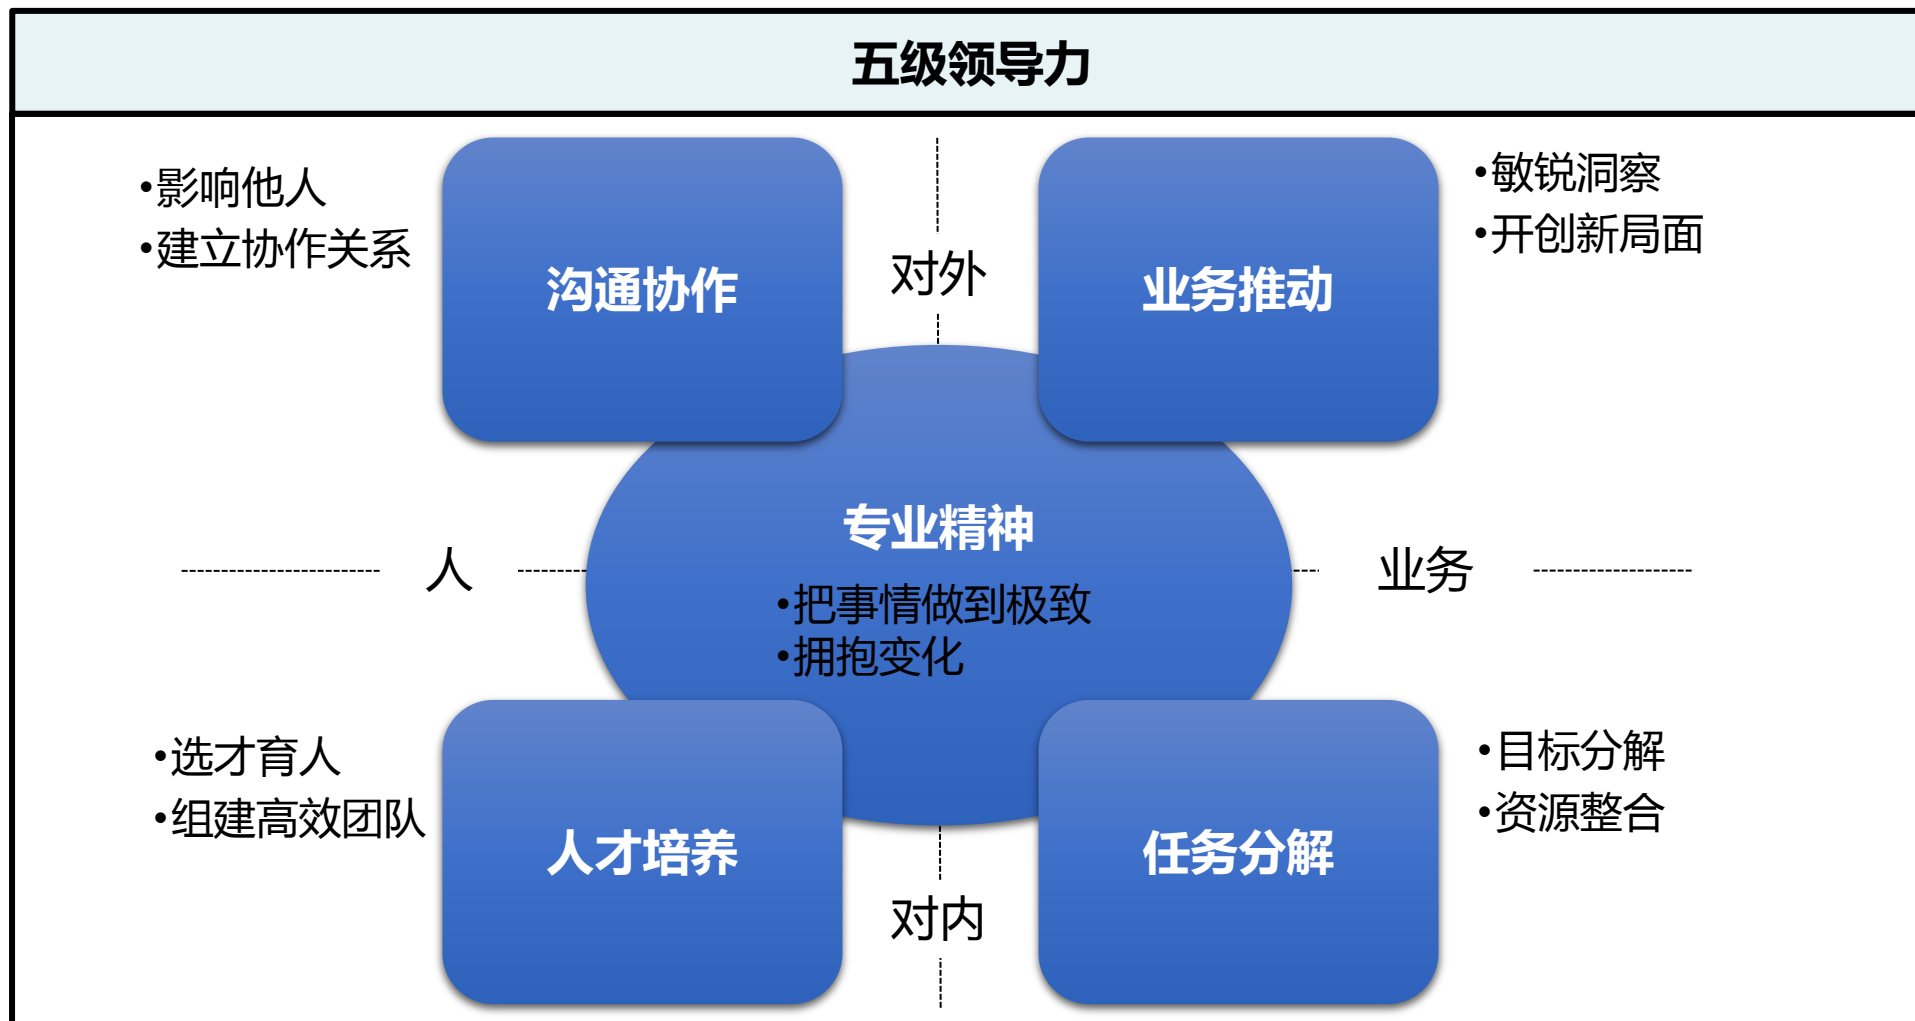 五级领导力
•影响他人
•建立协作关系
沟通协作
对外
业务推动
•敏锐洞察
•开创新局面
人
专业精神
•把事情做到极致
•拥抱变化
业务
•选才育人
•组建高效团队
人才培养
对内
任务分解
•目标分解
•资源整合